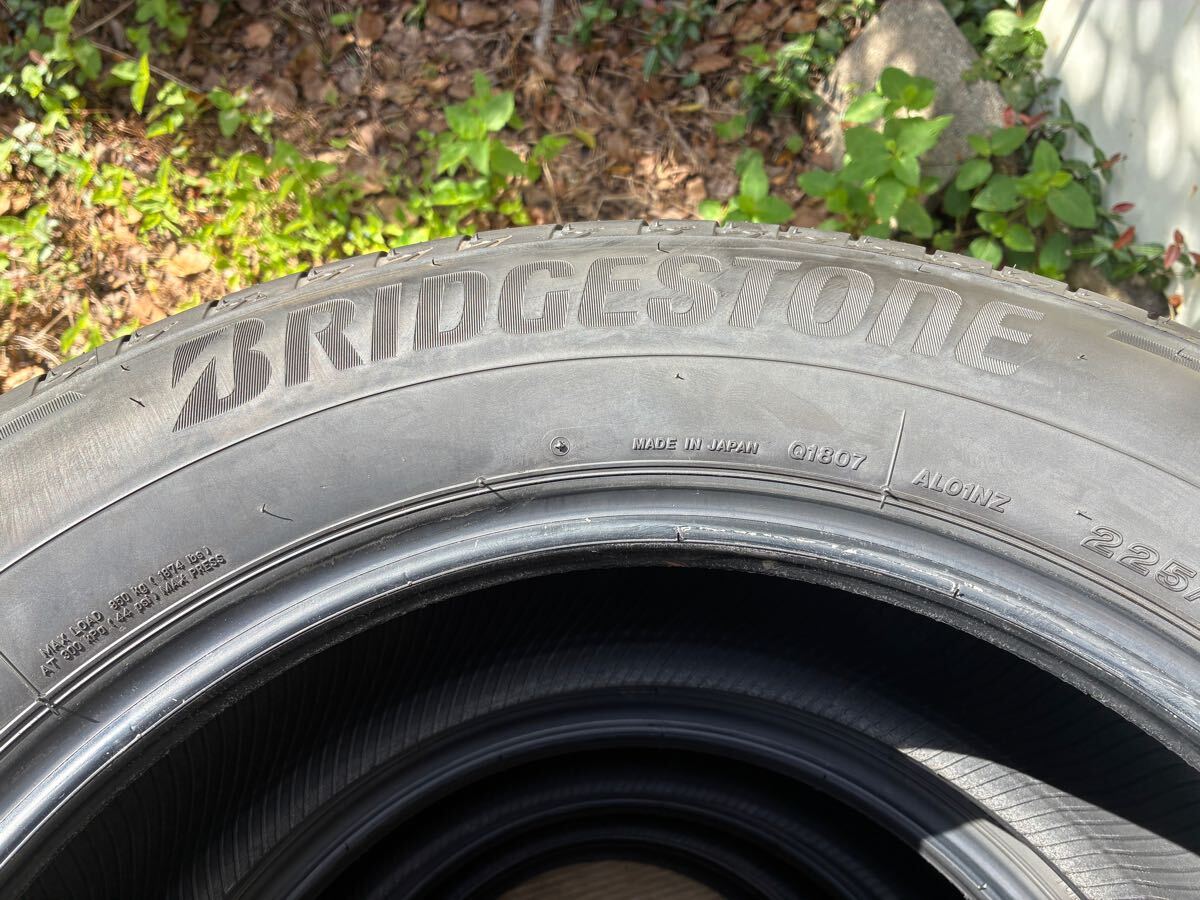 BRIDGESTONE
MADE IN JAPAN Q1807
AL01NZ
225/
MAX LOAD 850 kg ( 1874 lbs )
AT 300 kPa ( 44 psi ) MAX PRESS